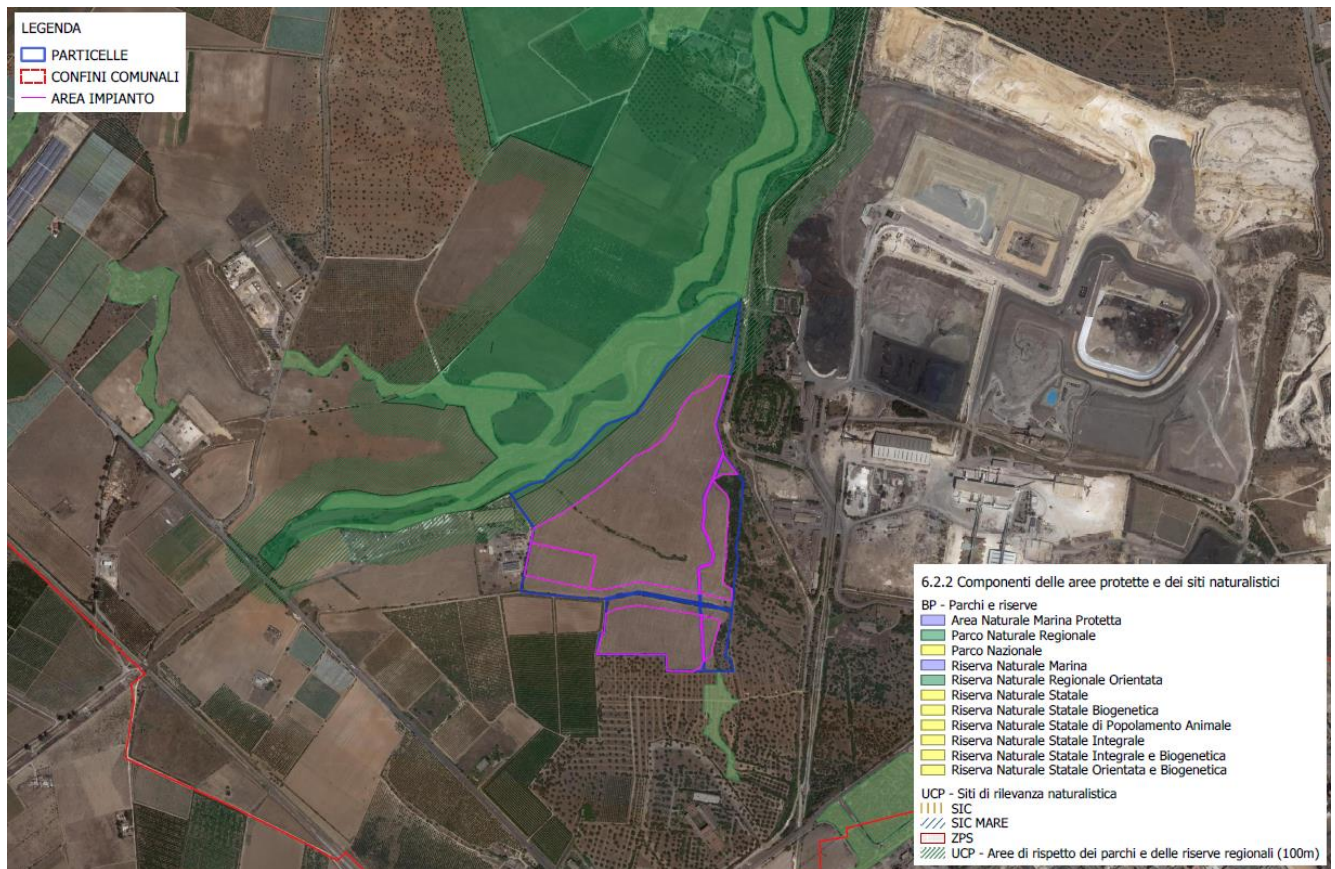 LEGENDA
PARTICELLE
CONFINI COMUNALI
AREA IMPIANTO
6.2.2 Componenti delle aree protette e dei siti naturalistici
BP - Parchi e riserve
Area Naturale Marina Protetta
Parco Naturale Regionale
Parco Nazionale
Riserva Naturale Marina
Riserva Naturale Regionale Orientata
Riserva Naturale Statale
Riserva Naturale Statale Biogenetica
Riserva Naturale Statale di Popolamento Animale
Riserva Naturale Statale Integrale
Riserva Naturale Statale Integrale e Biogenetica
Riserva Naturale Statale Orientata e Biogenetica
UCP - Siti di rilevanza naturalistica
SIC
SIC MARE
ZPS
UCP - Aree di rispetto dei parchi e delle riserve regionali (100m)